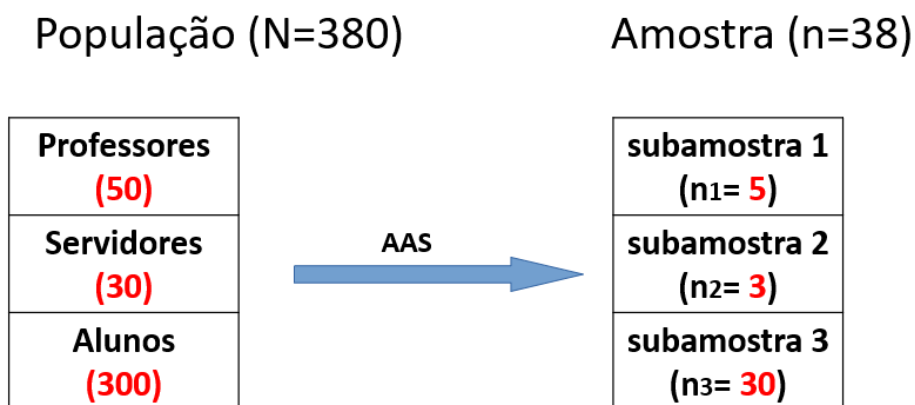 População (N=380)
Amostra (n=38)
Professores
(50)
Servidores
(30)
Alunos
(300)
AAS
subamostra 1
(n1= 5)
subamostra 2
(n2= 3)
subamostra 3
(n3= 30)